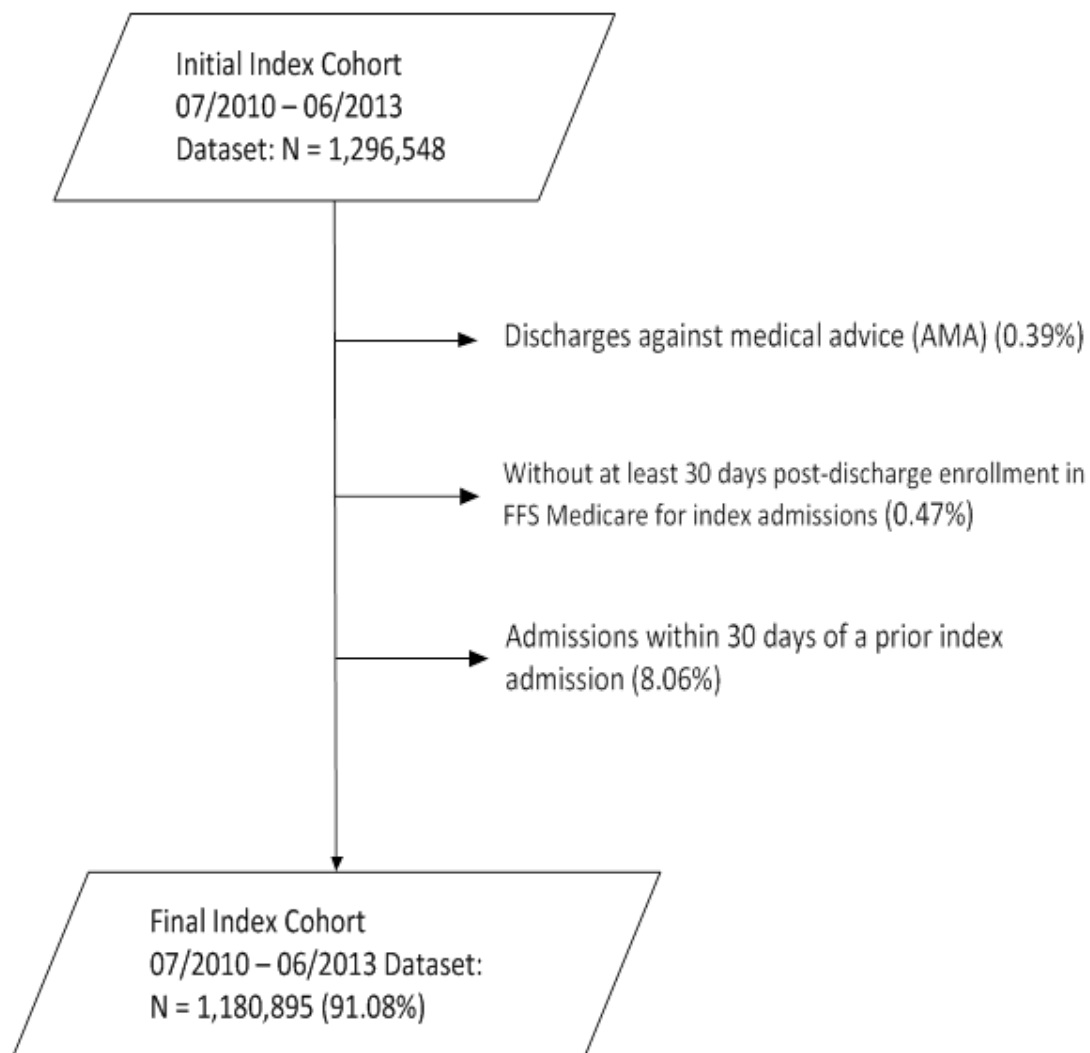 Initial Index Cohort
07/2010 – 06/2013
Dataset: N = 1,296,548
Discharges against medical advice (AMA) (0.39%)
Without at least 30 days post-discharge enrollment in
FFS Medicare for index admissions (0.47%)
Admissions within 30 days of a prior index
admission (8.06%)
Final Index Cohort
07/2010 – 06/2013 Dataset:
N = 1,180,895 (91.08%)